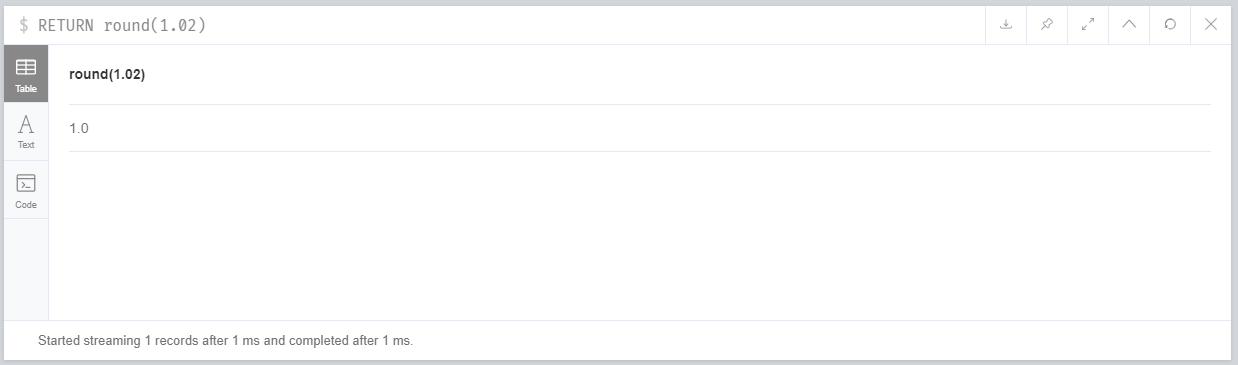 $ RETURN round(1.02)
Table
round(1.02)
1.0
Text
Code
Started streaming 1 records after 1 ms and completed after 1 ms.